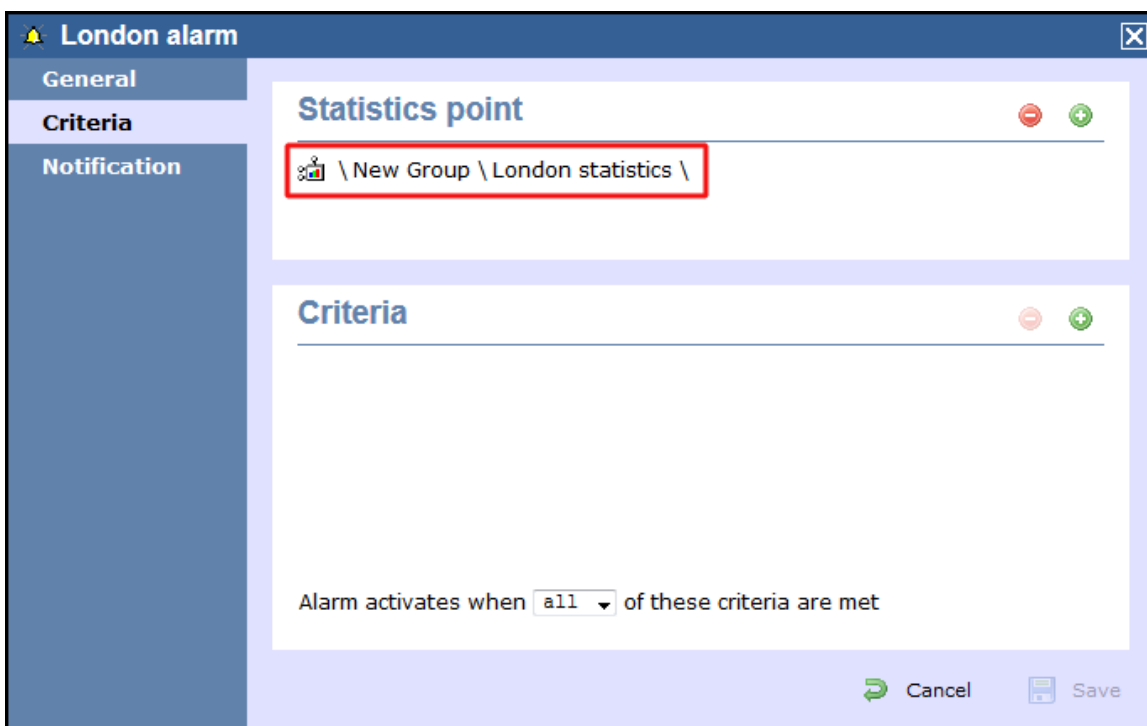 London alarm
General
Criteria
Notification
Statistics point
\ New Group \ London statistics \
Criteria
Alarm activates when all of these criteria are met
Cancel
Save